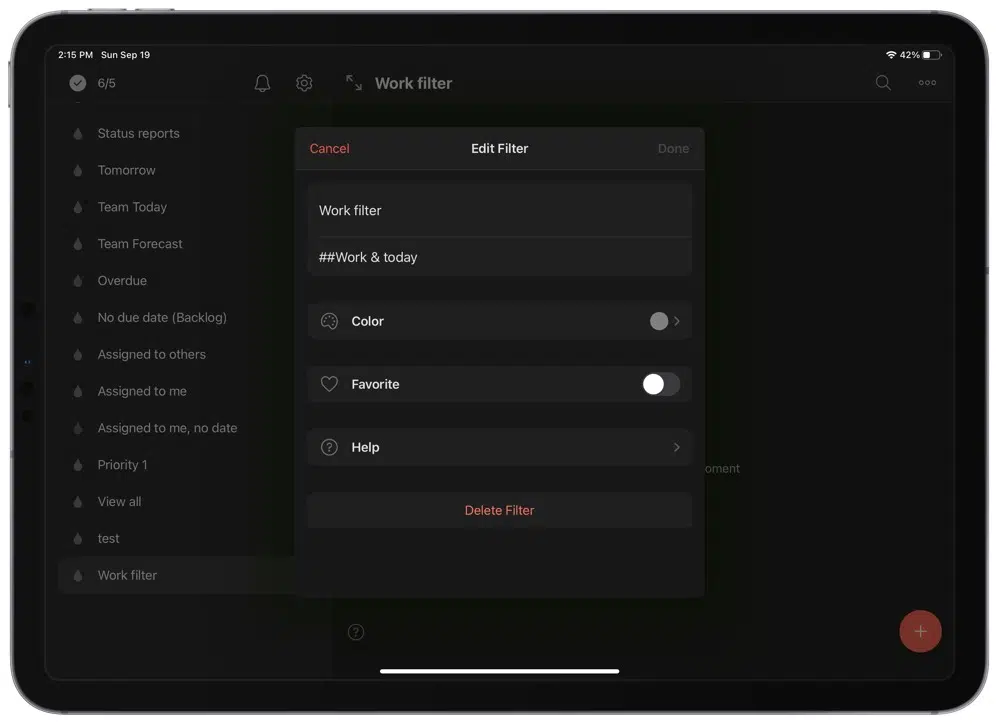 2:15 PM Sun Sep 19
42%
6/5
Work filter
Status reports
Tomorrow
Team Today
Team Forecast
Overdue
No due date (Backlog)
Assigned to others
Assigned to me
Assigned to me, no date
Priority 1
View all
test
Work filter
Cancel
Edit Filter
Done
Work filter
##Work & today
Color
Favorite
Help
Delete Filter
oment